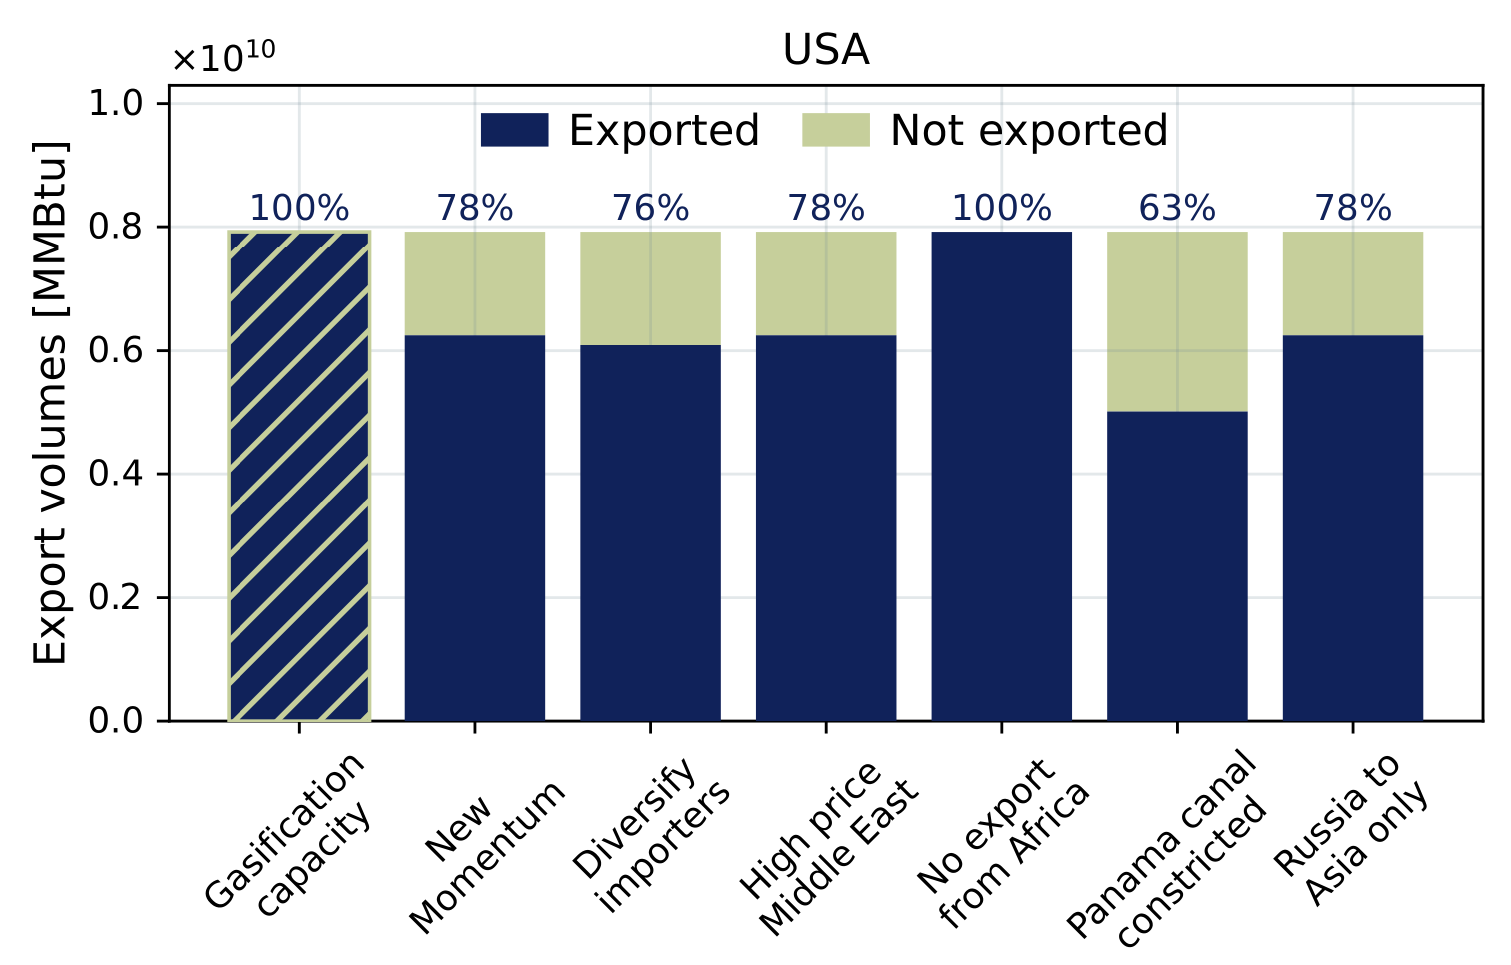 USA
×10¹⁰
Export volumes [MMBtu]
1.0
0.8
0.6
0.4
0.2
0.0
Exported
Not exported
100%
78%
76%
78%
100%
63%
78%
Gasification
capacity
New
Momentum
Diversify
importers
High price
Middle East
No export
from Africa
Panama canal
constricted
Russia to
Asia only